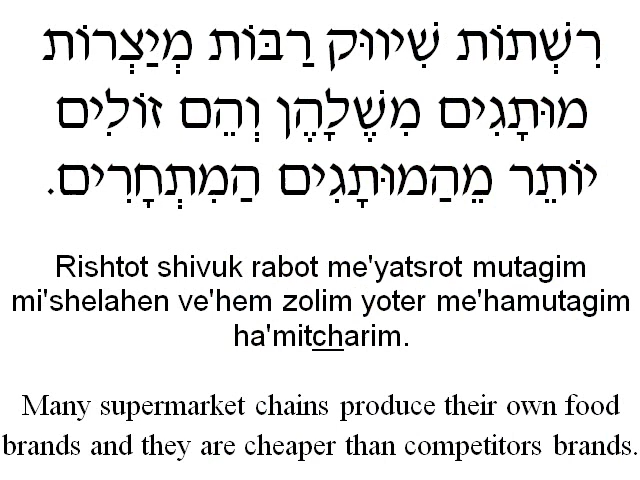 רִשְׁתוֹת שִׁיווּק רַבּוֹת מְיַצְרוֹת
מוּתָגִים מִשֶׁלָהֶן וְהֵם זוֹלִים
יוֹתֵר מֵהַמוּתָגִים הַמִתְחָרִים.
Rishtot shivuk rabot me'yatsrot mutagim
mi'shelahen ve'hem zolim yoter me'hamutagim
ha'mitcharim.
Many supermarket chains produce their own food
brands and they are cheaper than competitors brands.